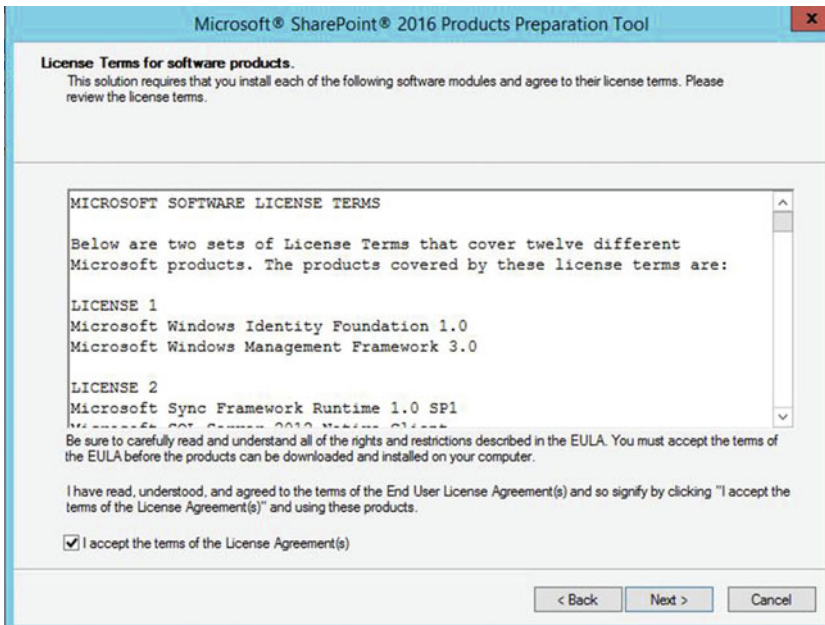 Microsoft® SharePoint® 2016 Products Preparation Tool
x
License Terms for software products.
This solution requires that you install each of the following software modules and agree to their license terms. Please
review the license terms.
MICROSOFT SOFTWARE LICENSE TERMS
Below are two sets of License Terms that cover twelve different
Microsoft products. The products covered by these license terms are:
LICENSE 1
Microsoft Windows Identity Foundation 1.0
Microsoft Windows Management Framework 3.0
LICENSE 2
Microsoft Sync Framework Runtime 1.0 SP1
Microsoft SQL Server 2012 Native Client
Be sure to carefully read and understand all of the rights and restrictions described in the EULA. You must accept the terms of
the EULA before the products can be downloaded and installed on your computer.
I have read, understood, and agreed to the terms of the End User License Agreement(s) and so signify by clicking "I accept the
terms of the License Agreement(s)" and using these products.
I accept the terms of the License Agreement(s)
< Back
Next >
Cancel